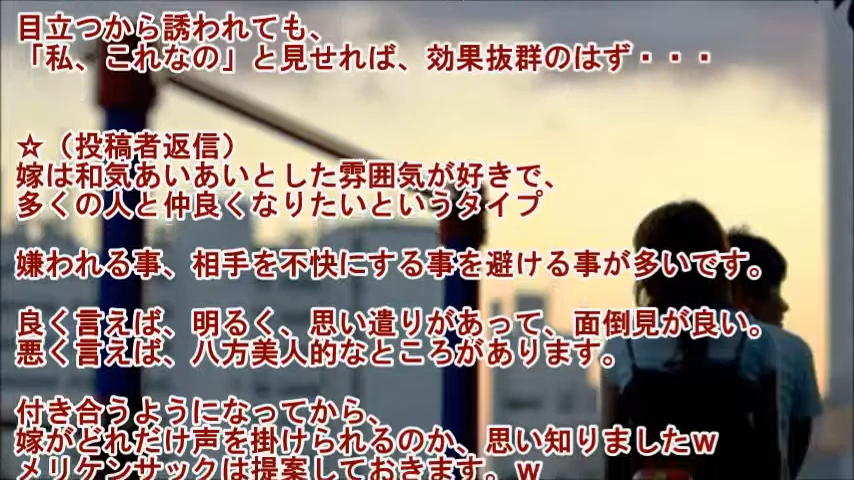 目立つから誘われても、
「私、これなの」と見せれば、効果抜群のはず・・・
☆（投稿者返信）
嫁は和気あいあいとした雰囲気が好きで、
多くの人と仲良くなりたいというタイプ
嫌われる事、相手を不快にする事を避ける事が多いです。
良く言えば、明るく、思い遣りがあって、面倒見が良い。
悪く言えば、八方美人的なところがあります。
付き合うようになってから、
嫁がどれだけ声を掛けられるのか、思い知りましたｗ
メリケンサックは提案しておきます。ｗ